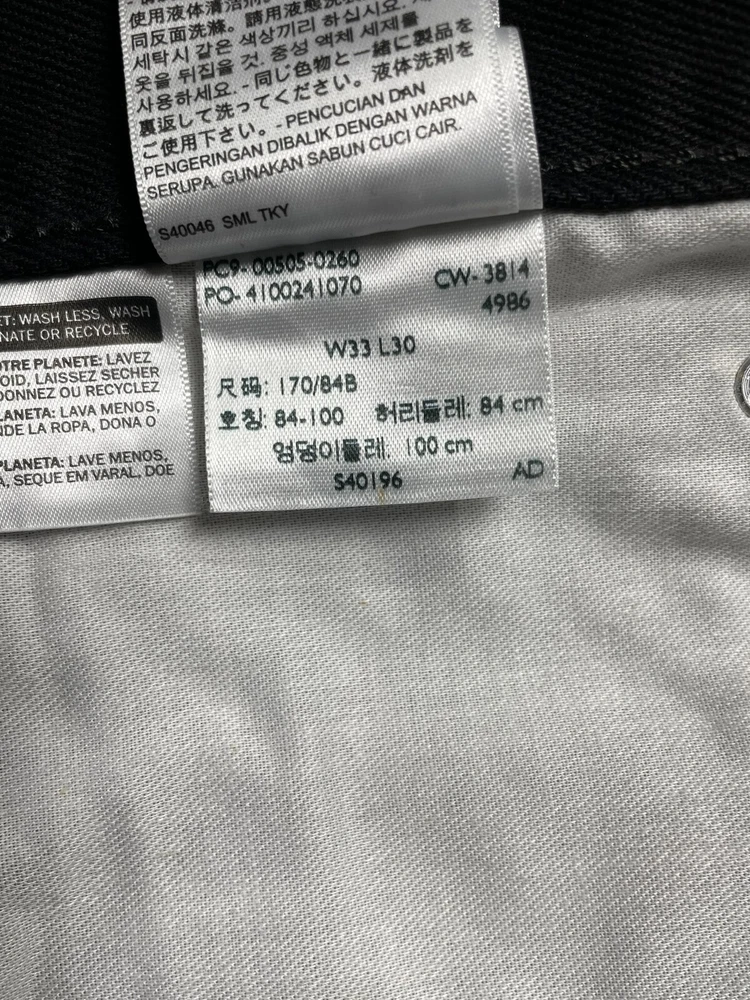 使用液体清洁剂
同反面洗滌。請用液態洗
세탁시 같은 색상끼리 하십시요.
옷을 뒤집을 것. 중성 액체 세제를
사용하세요. - 同じ色物と一緒に製品を
裏返して洗ってください。液体洗剤を
ご使用下さい。- PENCUCIAN DAN
PENGERINGAN DIBALIK DENGAN WARNA
SERUPA. GUNAKAN SABUN CUCI CAIR.
S40046 SML TKY
PC9- 00505-0260
PO- 4100241070
CW- 3814
4986
W33 L30
尺码: 170/84B
호칭: 84-100 허리둘레: 84 cm
엉덩이둘레: 100 cm
S40196 AD
ET: WASH LESS, WASH
NATE OR RECYCLE.
OTRE PLANETE: LAVEZ
OID, LAISSEZ SECHER
DONNEZ OU RECYCLEZ
LANETA: LAVA MENOS,
NDE LA ROPA, DONA O
PLANETA: LAVE MENOS,
A, SEQUE EM VARAL, DOE